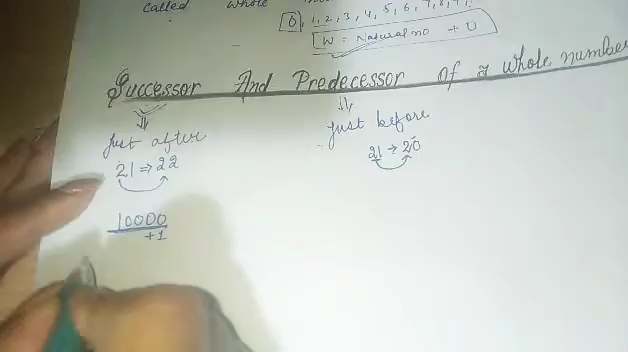 called whole
0, 1, 2, 3, 4, 5, 6, 7, 8, 9,
W = Natural no + 0
Successor And Predecessor of a whole number
Just after
21 ⇒ 22
Just before
21 → 20
10000
+1